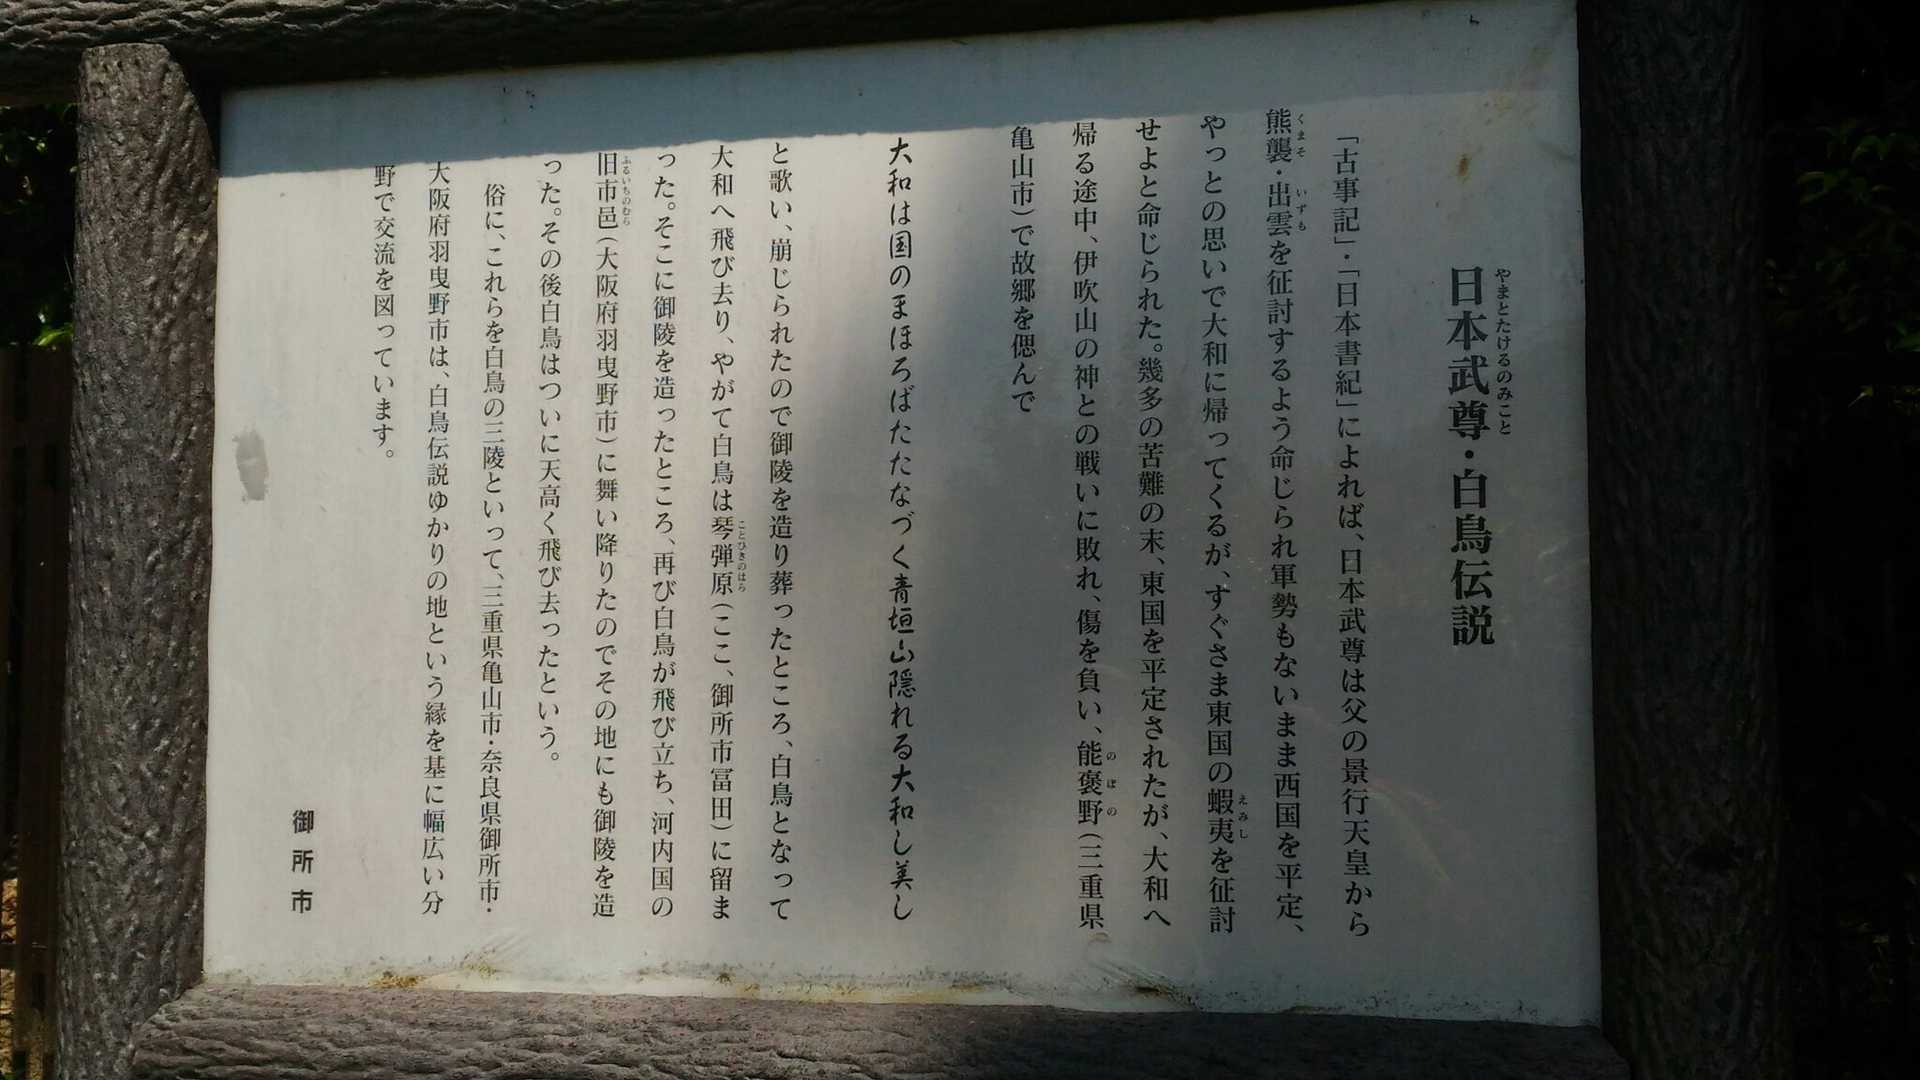 日本武尊・白鳥伝説
やまとたけるのみこと
「古事記」・「日本書紀」によれば、日本武尊は父の景行天皇から
熊襲・出雲を征討するよう命じられ軍勢もないまま西国を平定、
くまそ いずも
やっとの思いで大和に帰ってくるが、すぐさま東国の蝦夷を征討
えみし
せよと命じられた。幾多の苦難の末、東国を平定されたが、大和へ
帰る途中、伊吹山の神との戦いに敗れ、傷を負い、能褒野(三重県
のぼの
亀山市)で故郷を偲んで
大和は国のまほろばたたなづく青垣山隠れる大和し美し
と歌い、崩じられたので御陵を造り葬ったところ、白鳥となって
大和へ飛び去り、やがて白鳥は琴弾原(ここ、御所市冨田)に留ま
ことひきのはら
った。そこに御陵を造ったところ、再び白鳥が飛び立ち、河内国の
旧市邑(大阪府羽曳野市)に舞い降りたのでその地にも御陵を造
ふるいちのむら
った。その後白鳥はついに天高く飛び去ったという。
俗に、これらを白鳥の三陵といって、三重県亀山市・奈良県御所市・
大阪府羽曳野市は、白鳥伝説ゆかりの地という縁を基に幅広い分
野で交流を図っています。
御所市